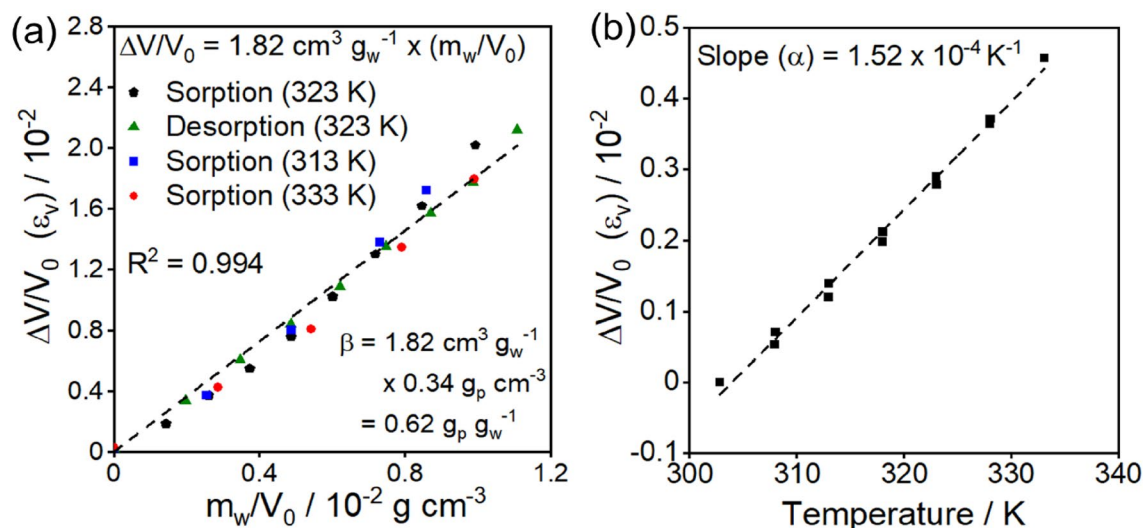 (a)
ΔV/V₀ = 1.82 cm³ g_w⁻¹ x (m_w/V₀)
Sorption (323 K)
Desorption (323 K)
Sorption (313 K)
Sorption (333 K)
R² = 0.994
β = 1.82 cm³ g_w⁻¹
x 0.34 g_p cm⁻³
= 0.62 g_p g_w⁻¹
2.8
2.4
2.0
1.6
1.2
0.8
0.4
0
0 0.4 0.8 1.2
ΔV/V₀ (ε_v) / 10⁻²
m_w/V₀ / 10⁻² g cm⁻³
(b)
Slope (α) = 1.52 x 10⁻⁴ K⁻¹
0.5
0.4
0.3
0.2
0.1
0
-0.1
300 310 320 330 340
ΔV/V₀ (ε_v) / 10⁻²
Temperature / K